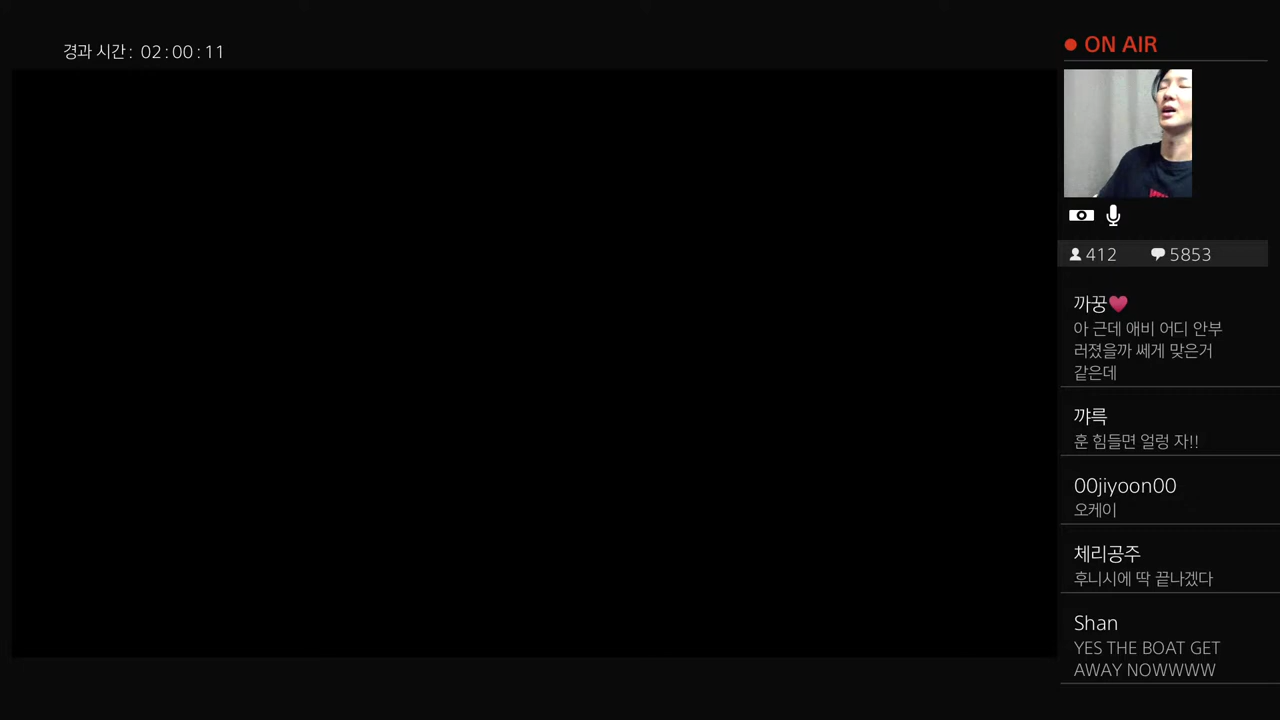 경과 시간 : 02 : 00 : 11
ON AIR
412
5853
까꿍
아 근데 애비 어디 안부
러졌을까 쎄게 맞은거
같은데
꺄륵
훈 힘들면 얼렁 자!!
00jiyoon00
오케이
체리공주
후니시에 딱 끝나겠다
Shan
YES THE BOAT GET
AWAY NOWWWW